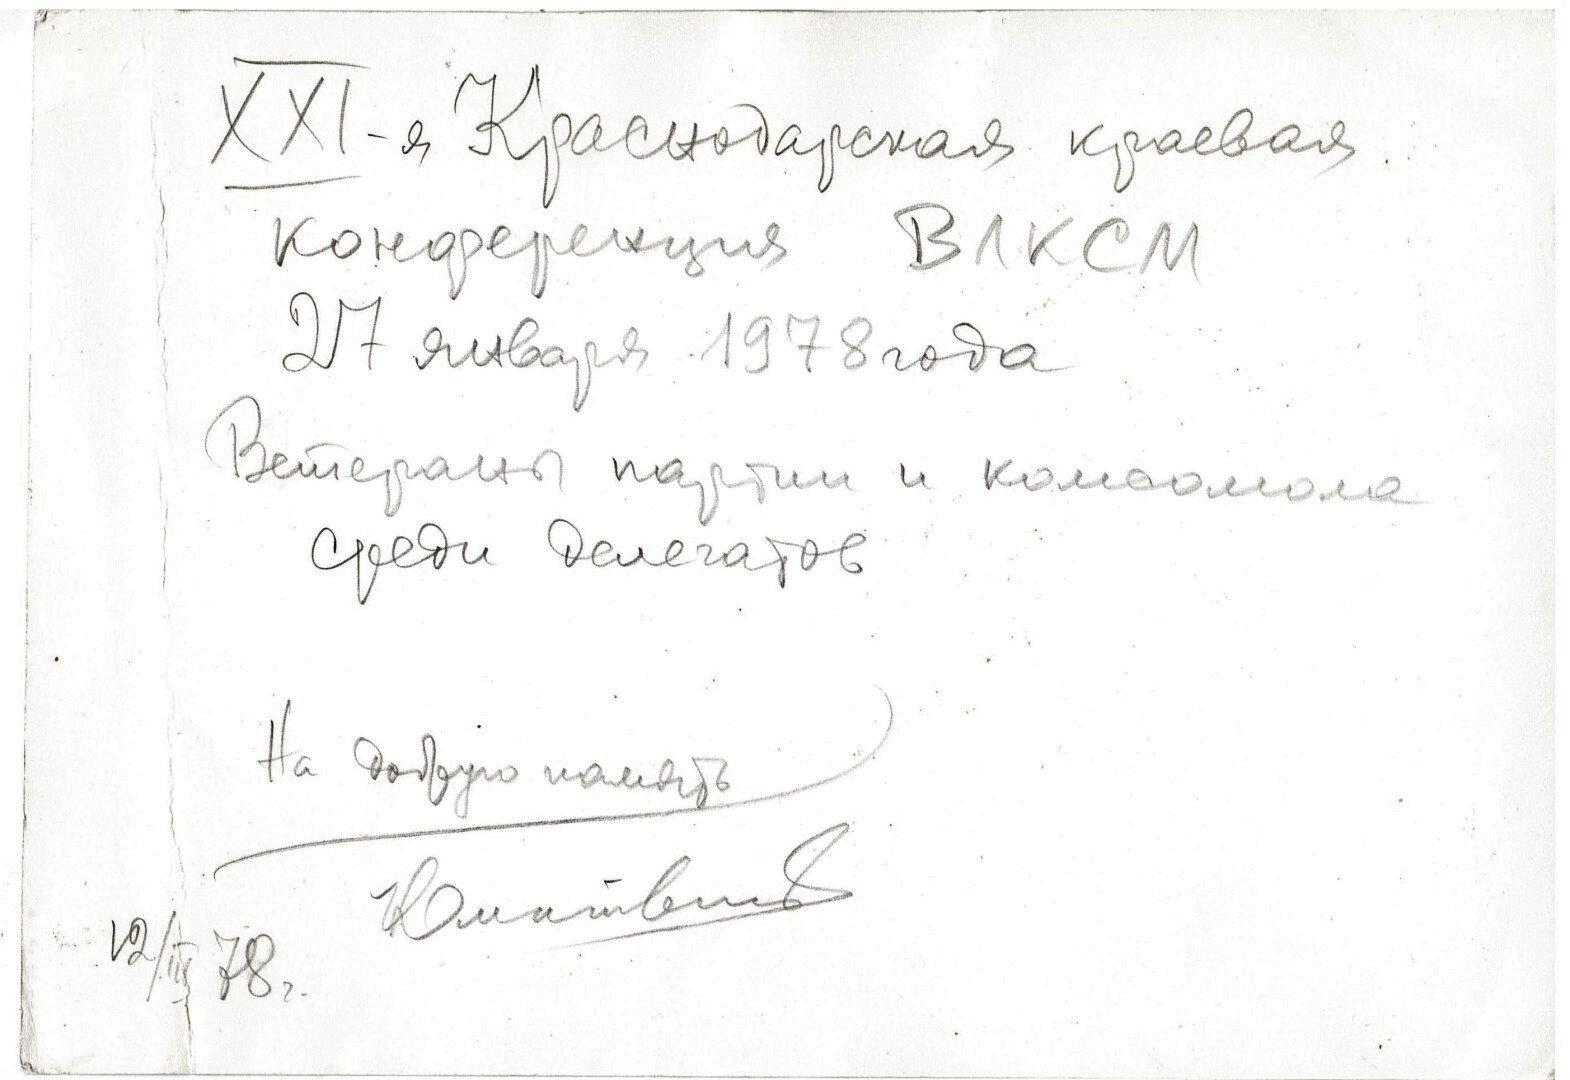 XXI-я Краснодарская краевая
конференция ВЛКСМ
27 января 1978 года
Ветераны партии и комсомола
среди делегатов
На добрую память
12/III 78г.